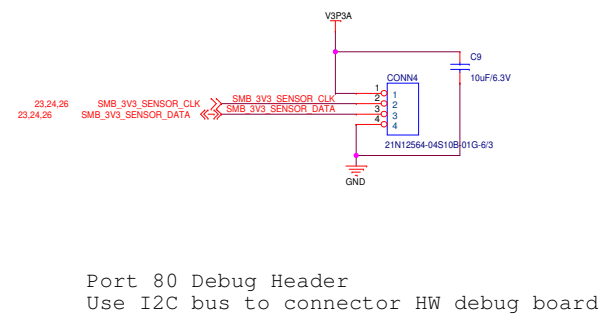 V3P3A
C9
10uF/6.3V
CONN4
1 1
23,24,26 SMB_3V3_SENSOR_CLK SMB_3V3_SENSOR_CLK 2 2
23,24,26 SMB_3V3_SENSOR_DATA SMB_3V3_SENSOR_DATA 3 3
4 4
21N12564-04S10B-01G-6/3
GND
Port 80 Debug Header
Use I2C bus to connector HW debug board